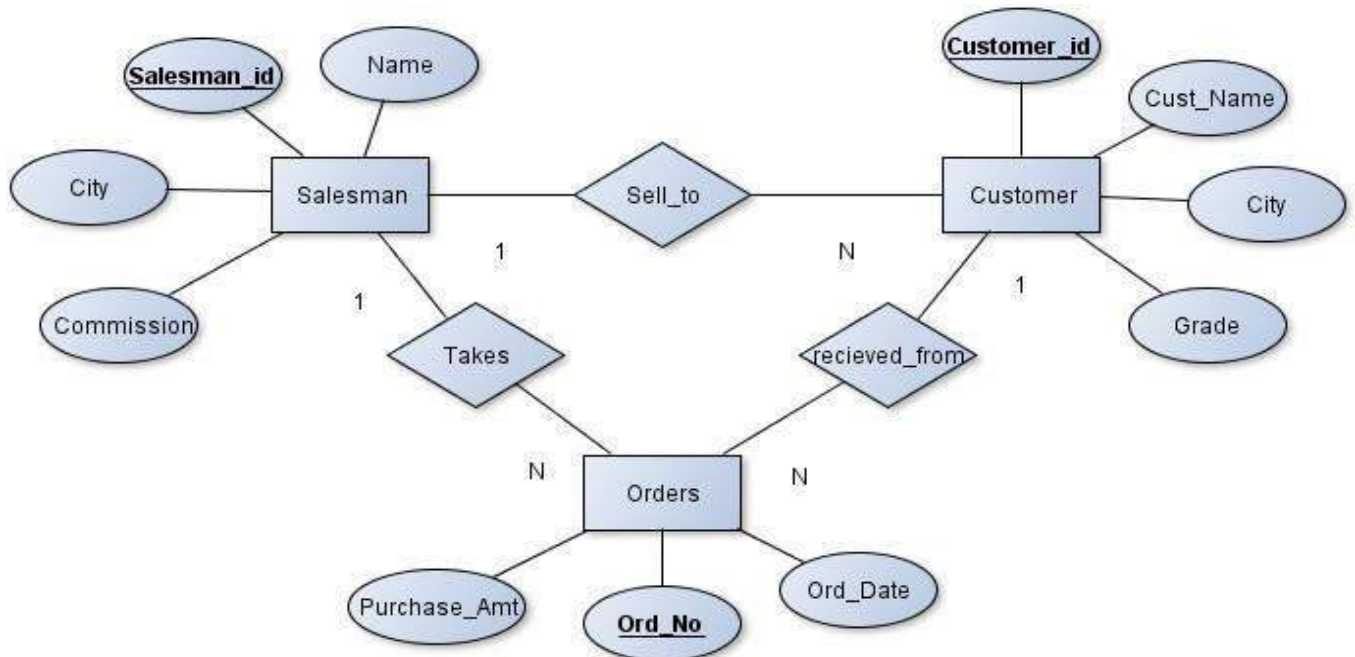 Customer_id
Salesman_id
Name
Cust_Name
City
Salesman
Sell_to
Customer
City
1
N
1
1
Commission
Takes
recieved_from
Grade
N
N
Orders
Purchase_Amt
Ord_No
Ord_Date